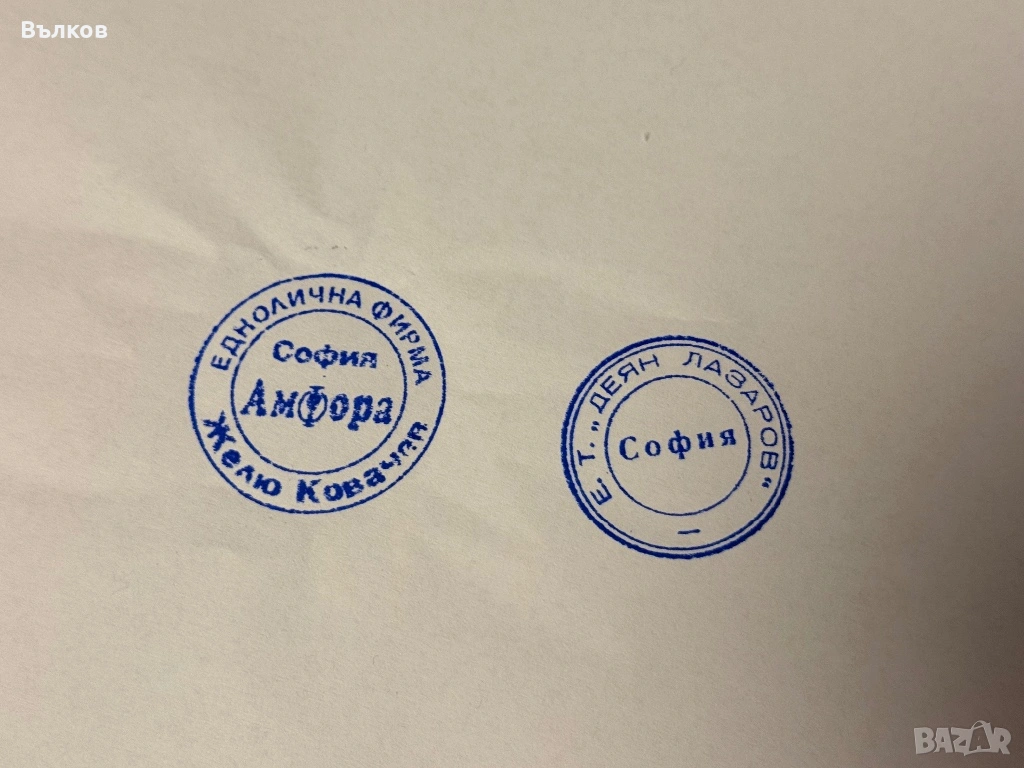 Вълков
ЕДНОЛИЧНА ФИРМА
София
Амфора
Желю Ковачев
Е.Т. „ДЕЯН ЛАЗАРОВ“
София
BAZAR